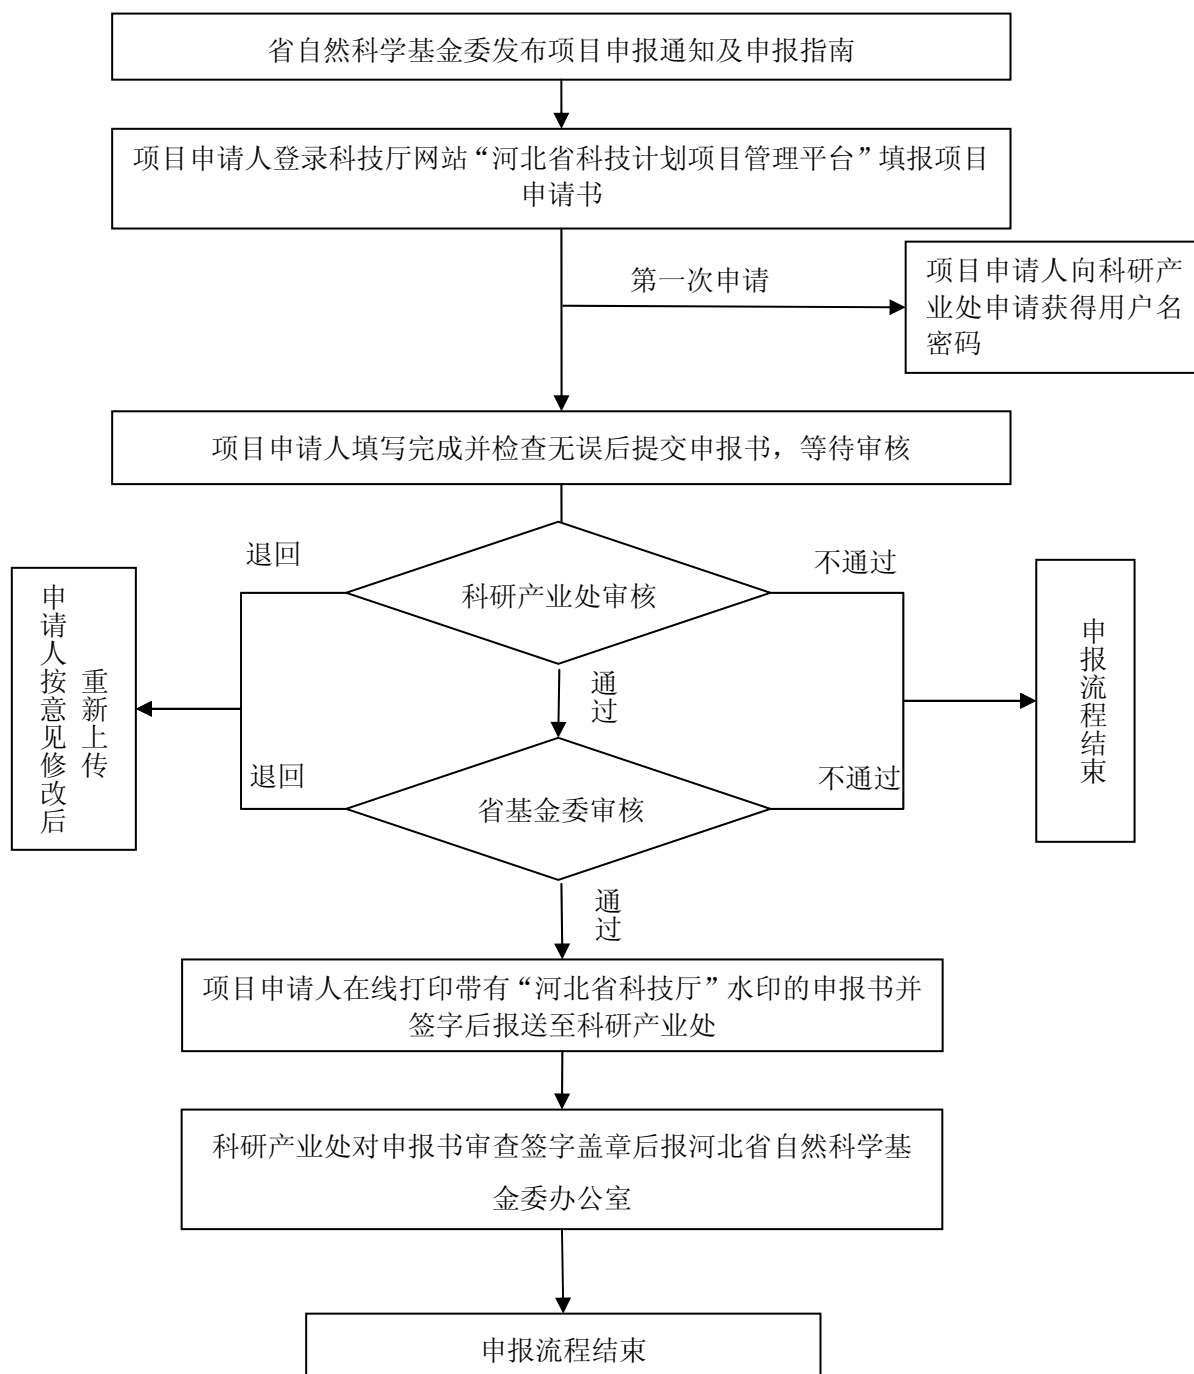 省自然科学基金委发布项目申报通知及申报指南
项目申请人登录科技厅网站“河北省科技计划项目管理平台”填报项目
申请书
第一次申请
项目申请人向科研产
业处申请获得用户名
密码
项目申请人填写完成并检查无误后提交申报书，等待审核
退回
不通过
科研产业处审核
申请人按意见修改后
重新上传
申报流程结束
通过
退回
不通过
省基金委审核
通过
项目申请人在线打印带有“河北省科技厅”水印的申报书并
签字后报送至科研产业处
科研产业处对申报书审查签字盖章后报河北省自然科学基
金委办公室
申报流程结束